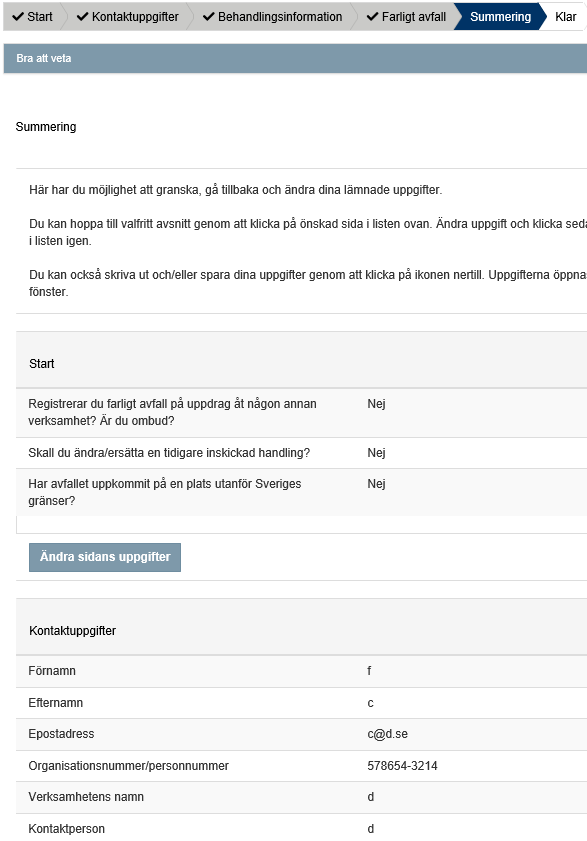 Start Kontaktuppgifter Behandlingsinformation Farligt avfall Summering Klar
Bra att veta
Summering
Här har du möjlighet att granska, gå tillbaka och ändra dina lämnade uppgifter.
Du kan hoppa till valfritt avsnitt genom att klicka på önskad sida i listen ovan. Ändra uppgift och klicka
i listen igen.
Du kan också skriva ut och/eller spara dina uppgifter genom att klicka på ikonen nertill. Uppgifterna
fönster.
Start
Registrerar du farligt avfall på uppdrag åt någon annan Nej
verksamhet? Är du ombud?
Skall du ändra/ersätta en tidigare inskickad handling? Nej
Har avfallet uppkommit på en plats utanför Sveriges Nej
gränser?
Ändra sidans uppgifter
Kontaktuppgifter
Förnamn f
Efternamn c
Epostadress c@d.se
Organisationsnummer/personnummer 578654-3214
Verksamhetens namn d
Kontaktperson d